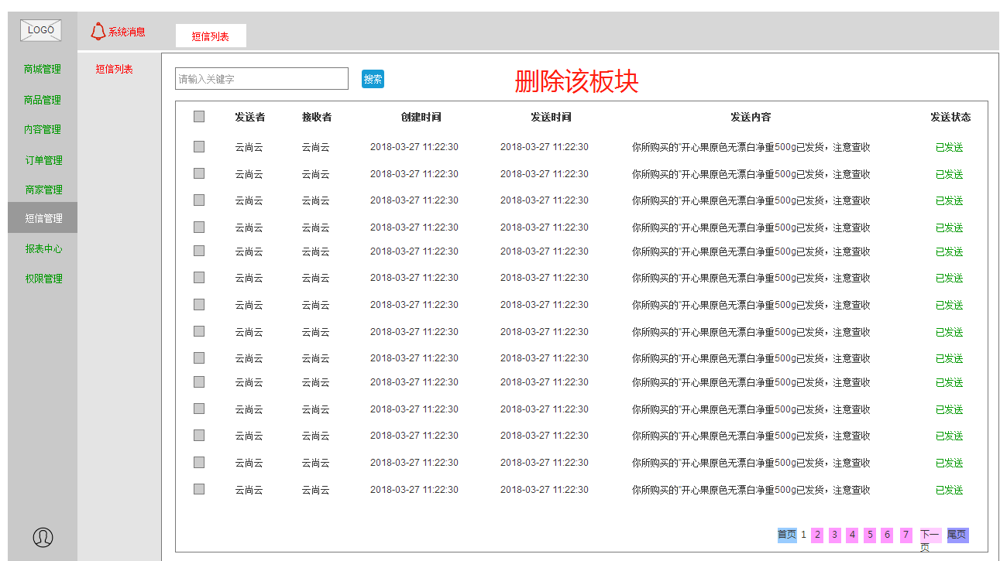 LOGO
系统消息
短信列表
商城管理
商品管理
内容管理
订单管理
商家管理
短信管理
报表中心
权限管理
短信列表
请输入关键字 搜索
删除该板块
发送者 接收者 创建时间 发送时间 发送内容 发送状态
云尚云 云尚云 2018-03-27 11:22:30 2018-03-27 11:22:30 你所购买的"开心果原色无漂白净重500g已发货，注意查收 已发送
云尚云 云尚云 2018-03-27 11:22:30 2018-03-27 11:22:30 你所购买的"开心果原色无漂白净重500g已发货，注意查收 已发送
云尚云 云尚云 2018-03-27 11:22:30 2018-03-27 11:22:30 你所购买的"开心果原色无漂白净重500g已发货，注意查收 已发送
云尚云 云尚云 2018-03-27 11:22:30 2018-03-27 11:22:30 你所购买的"开心果原色无漂白净重500g已发货，注意查收 已发送
云尚云 云尚云 2018-03-27 11:22:30 2018-03-27 11:22:30 你所购买的"开心果原色无漂白净重500g已发货，注意查收 已发送
云尚云 云尚云 2018-03-27 11:22:30 2018-03-27 11:22:30 你所购买的"开心果原色无漂白净重500g已发货，注意查收 已发送
云尚云 云尚云 2018-03-27 11:22:30 2018-03-27 11:22:30 你所购买的"开心果原色无漂白净重500g已发货，注意查收 已发送
云尚云 云尚云 2018-03-27 11:22:30 2018-03-27 11:22:30 你所购买的"开心果原色无漂白净重500g已发货，注意查收 已发送
云尚云 云尚云 2018-03-27 11:22:30 2018-03-27 11:22:30 你所购买的"开心果原色无漂白净重500g已发货，注意查收 已发送
云尚云 云尚云 2018-03-27 11:22:30 2018-03-27 11:22:30 你所购买的"开心果原色无漂白净重500g已发货，注意查收 已发送
云尚云 云尚云 2018-03-27 11:22:30 2018-03-27 11:22:30 你所购买的"开心果原色无漂白净重500g已发货，注意查收 已发送
云尚云 云尚云 2018-03-27 11:22:30 2018-03-27 11:22:30 你所购买的"开心果原色无漂白净重500g已发货，注意查收 已发送
云尚云 云尚云 2018-03-27 11:22:30 2018-03-27 11:22:30 你所购买的"开心果原色无漂白净重500g已发货，注意查收 已发送
云尚云 云尚云 2018-03-27 11:22:30 2018-03-27 11:22:30 你所购买的"开心果原色无漂白净重500g已发货，注意查收 已发送
首页 1 2 3 4 5 6 7 下一页 尾页